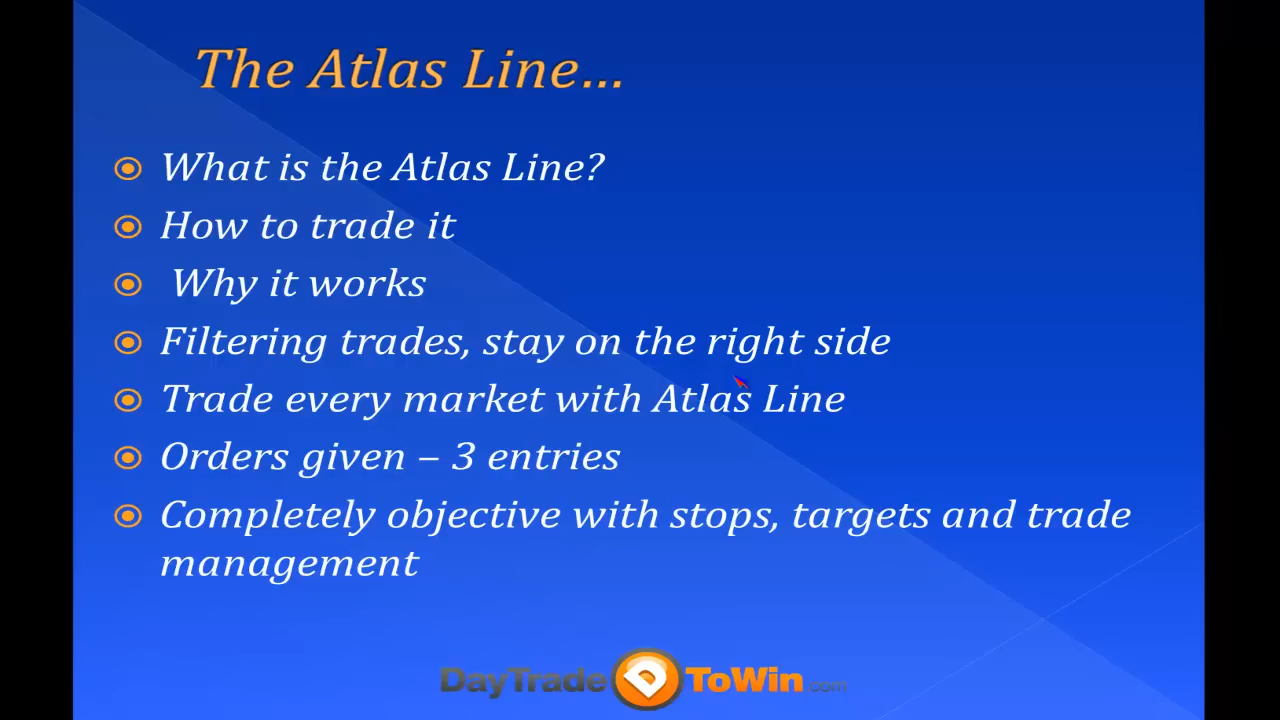 The Atlas Line...
What is the Atlas Line?
How to trade it
Why it works
Filtering trades, stay on the right side
Trade every market with Atlas Line
Orders given – 3 entries
Completely objective with stops, targets and trade
management
DayTradeToWin.com